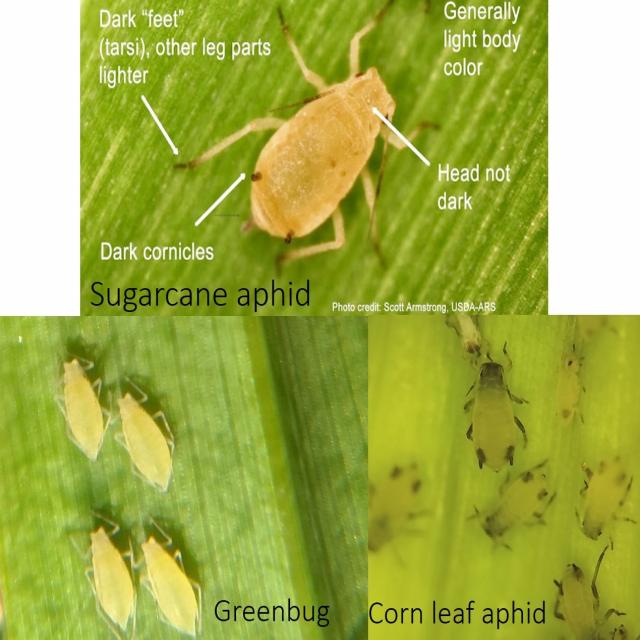 Dark “feet”
(tarsi), other leg parts
lighter
Generally
light body
color
Head not
dark
Dark cornicles
Sugarcane aphid
Photo credit: Scott Armstrong, USDA-ARS
Greenbug
Corn leaf aphid